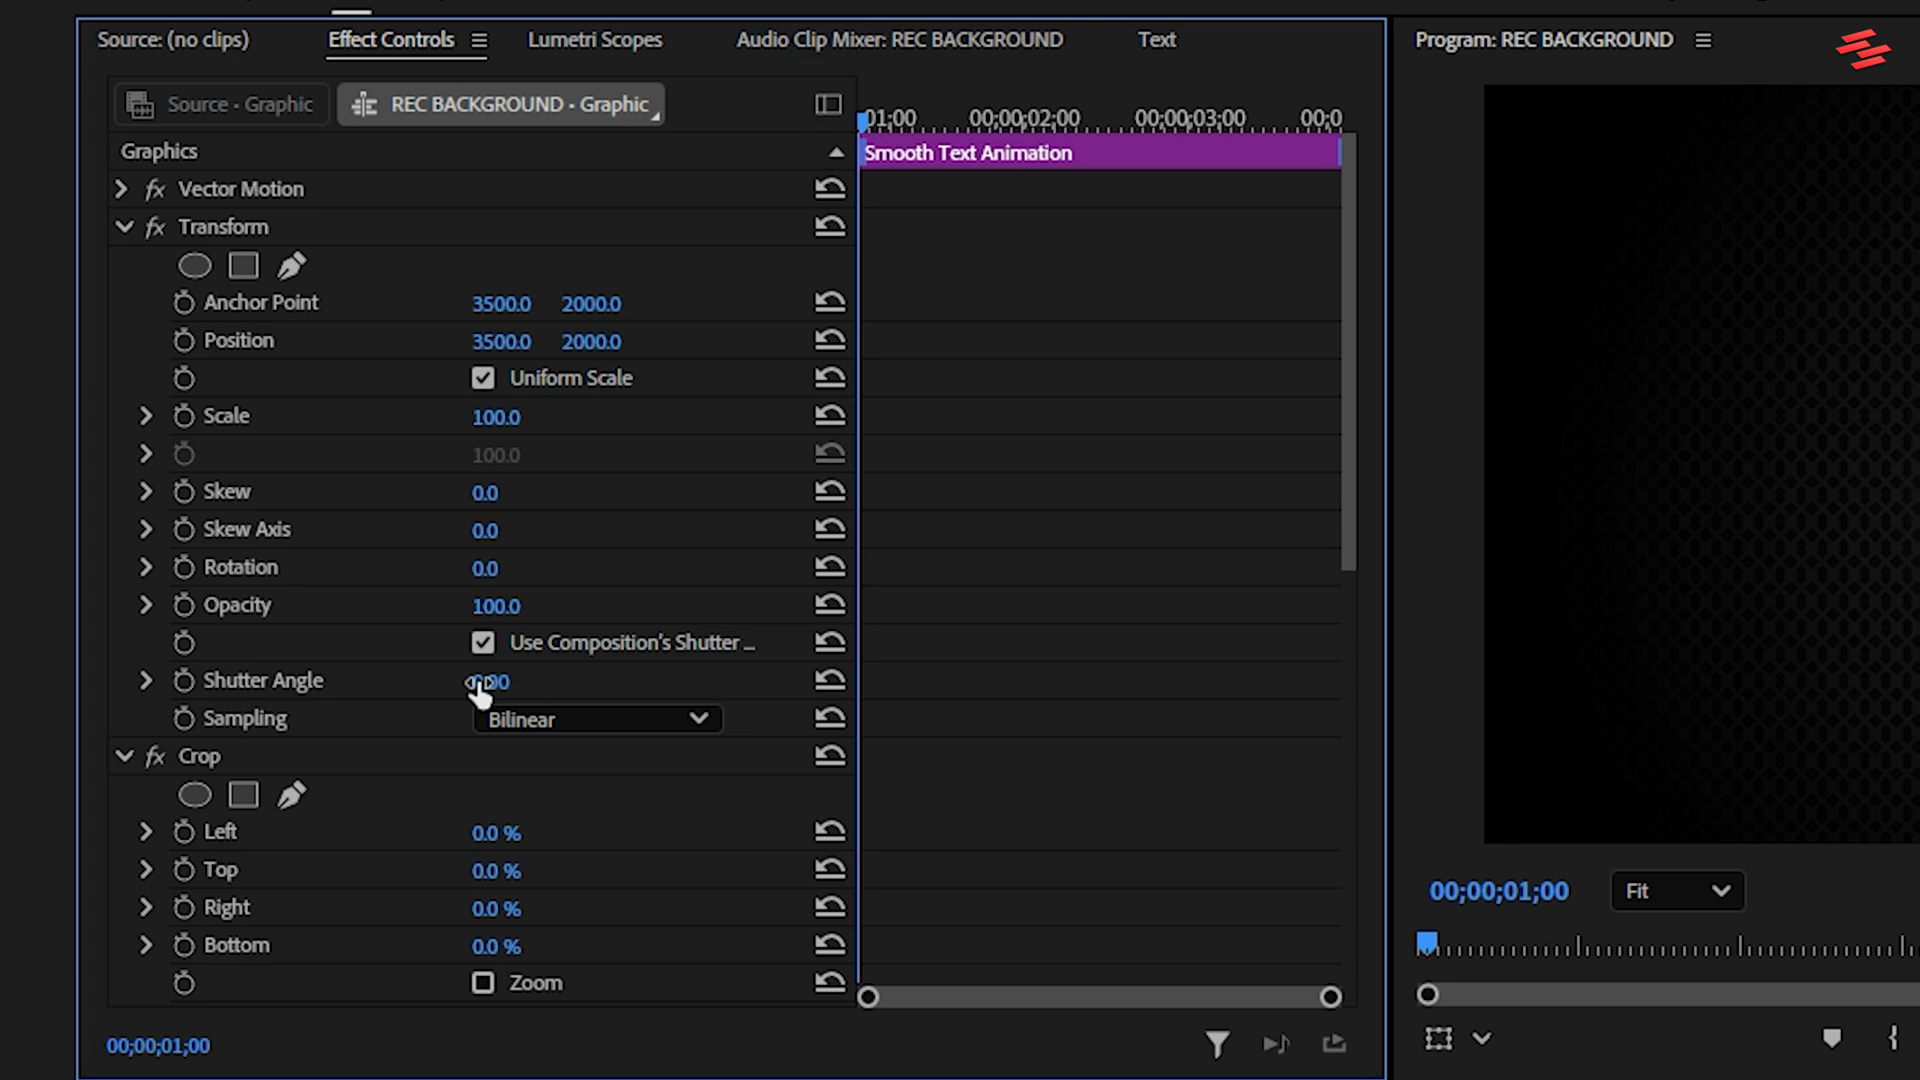 Source: (no clips)
Effect Controls
Lumetri Scopes
Audio Clip Mixer: REC BACKGROUND
Text
Program: REC BACKGROUND
Source • Graphic
REC BACKGROUND • Graphic
01;00
00;00;02;00
00;00;03;00
00;0
Graphics
Smooth Text Animation
fx Vector Motion
fx Transform
Anchor Point 3500.0 2000.0
Position 3500.0 2000.0
Uniform Scale
Scale 100.0
100.0
Skew 0.0
Skew Axis 0.0
Rotation 0.0
Opacity 100.0
Use Composition's Shutter ...
Shutter Angle
Sampling Bilinear
fx Crop
Left 0.0 %
Top 0.0 %
Right 0.0 %
Bottom 0.0 %
Zoom
00;00;01;00
00;00;01;00
Fit